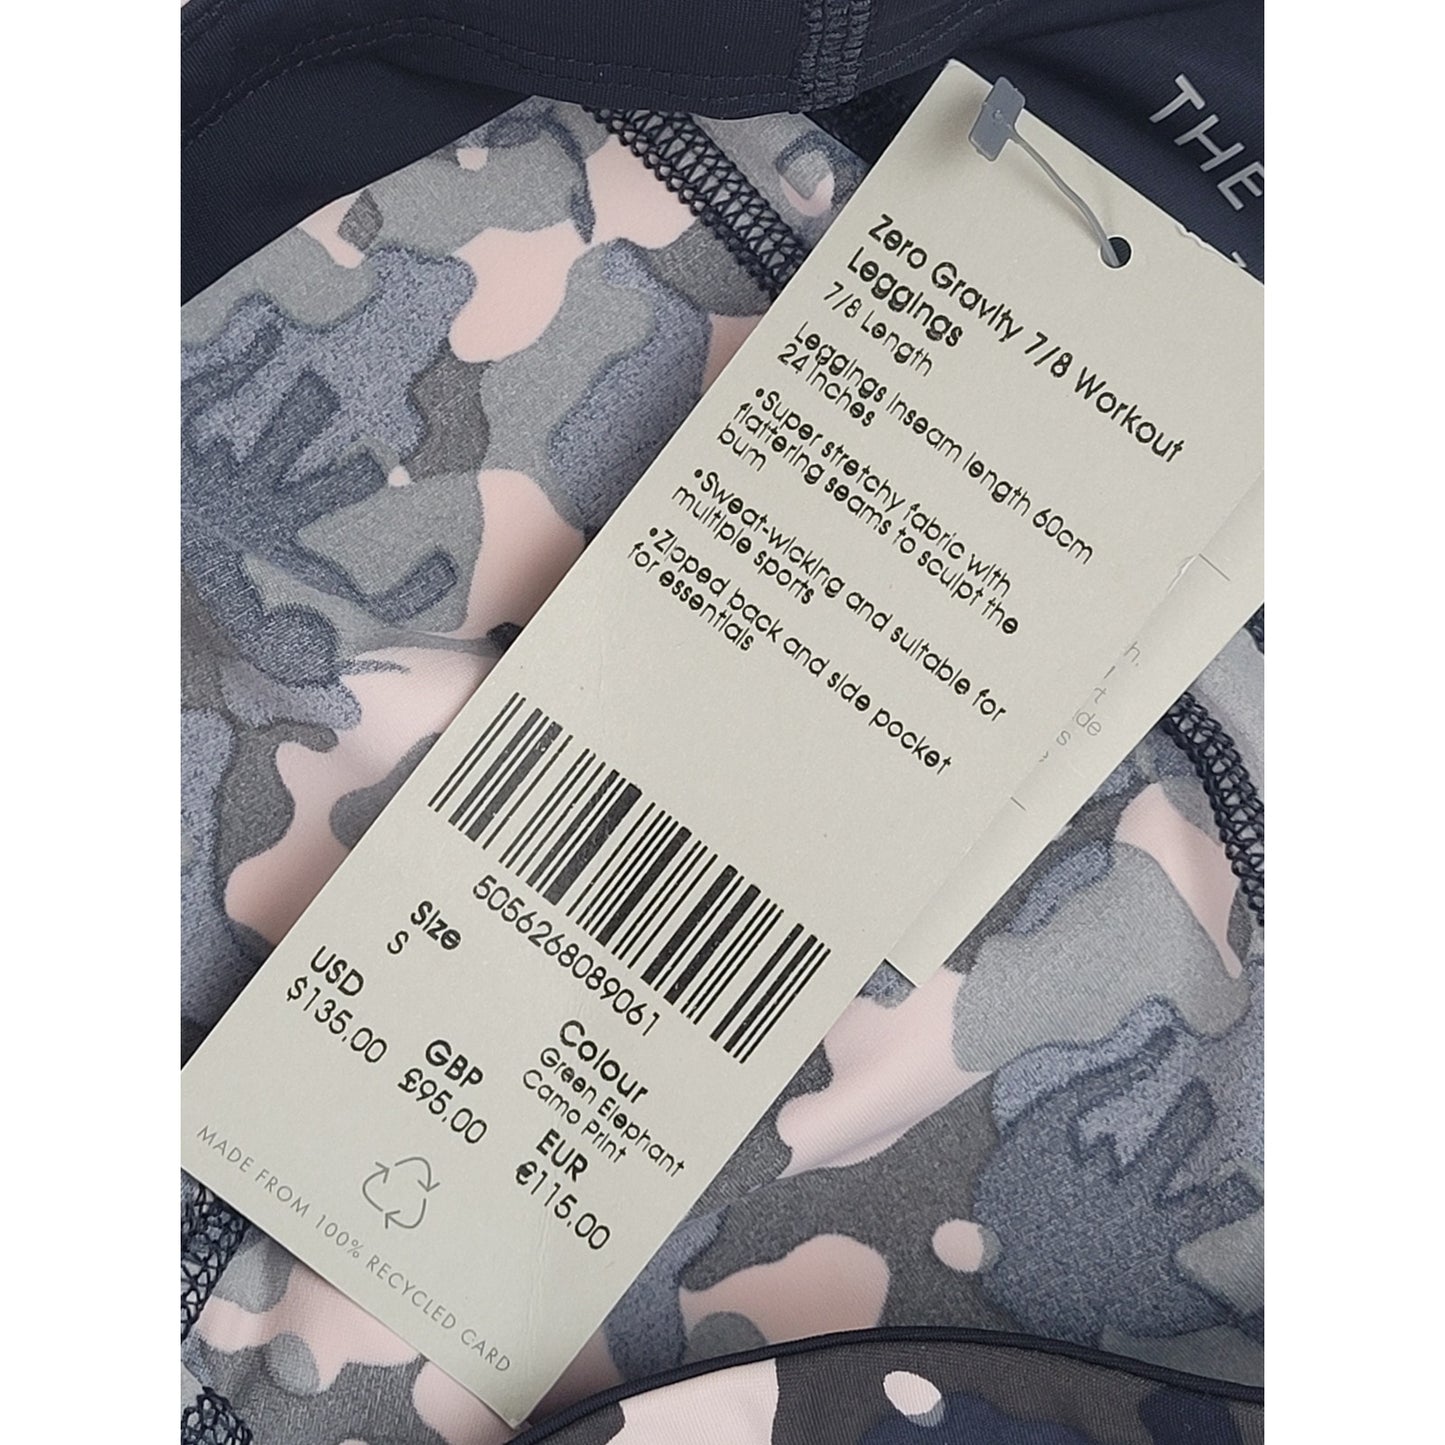 THE
Zero Gravity 7/8 Workout
Leggings
7/8 Length
Leggings inseam length 60cm
24 inches
•Super stretchy fabric with
flattering seams to sculpt the
bum
•Sweat-wicking and suitable for
multiple sports
•Zipped back and side pocket
for essentials
5056268089061
Size
S
Colour
Green Elephant
Camo Print
USD
$135.00
GBP
£95.00
EUR
€115.00
MADE FROM 100% RECYCLED CARD